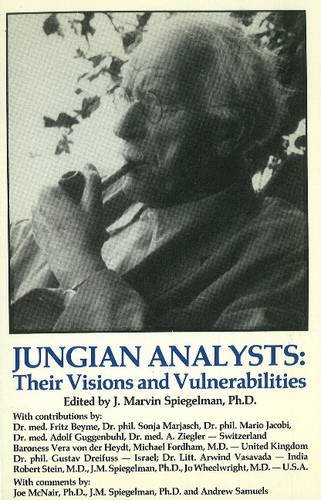 JUNGIAN ANALYSTS:
Their Visions and Vulnerabilities
Edited by J. Marvin Spiegelman, Ph.D.
With contributions by:
Dr. med. Fritz Beyme, Dr. phil. Sonja Marjasch, Dr. phil. Mario Jacobi,
Dr. med. Adolf Guggenbuhl, Dr. med. A. Ziegler — Switzerland
Baroness Vera von der Heydt, Michael Fordham, M.D. — United Kingdom
Dr. phil. Gustav Dreifuss — Israel; Dr. Litt. Arwind Vasavada — India
Robert Stein, M.D., J.M. Spiegelman, Ph.D., Jo Wheelwright, M.D. — U.S.A.
With comments by:
Joe McNair, Ph.D., J.M. Spiegelman, Ph.D. and Andrew Samuels